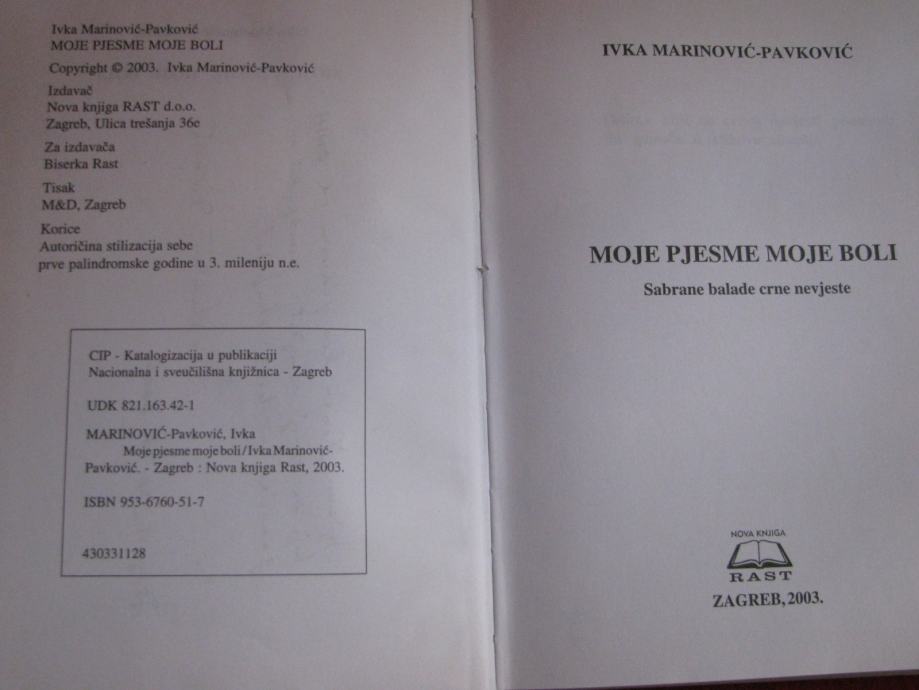 Ivka Marinović-Pavković
MOJE PJESME MOJE BOLI
Copyright © 2003. Ivka Marinović-Pavković
Izdavač
Nova knjiga RAST d.o.o.
Zagreb, Ulica trešanja 36c
Za izdavača
Biserka Rast
Tisak
M&D, Zagreb
Korice
Autoričina stilizacija sebe
prve palindromske godine u 3. mileniju n.e.
CIP - Katalogizacija u publikaciji
Nacionalna i sveučilišna knjižnica - Zagreb
UDK 821.163.42-1
MARINOVIĆ-Pavković, Ivka
Moje pjesme moje boli / Ivka Marinović-
Pavković. - Zagreb : Nova knjiga Rast, 2003.
ISBN 953-6760-51-7
430331128
IVKA MARINOVIĆ-PAVKOVIĆ
MOJE PJESME MOJE BOLI
Sabrane balade crne nevjeste
NOVA KNJIGA
RAST
ZAGREB, 2003.